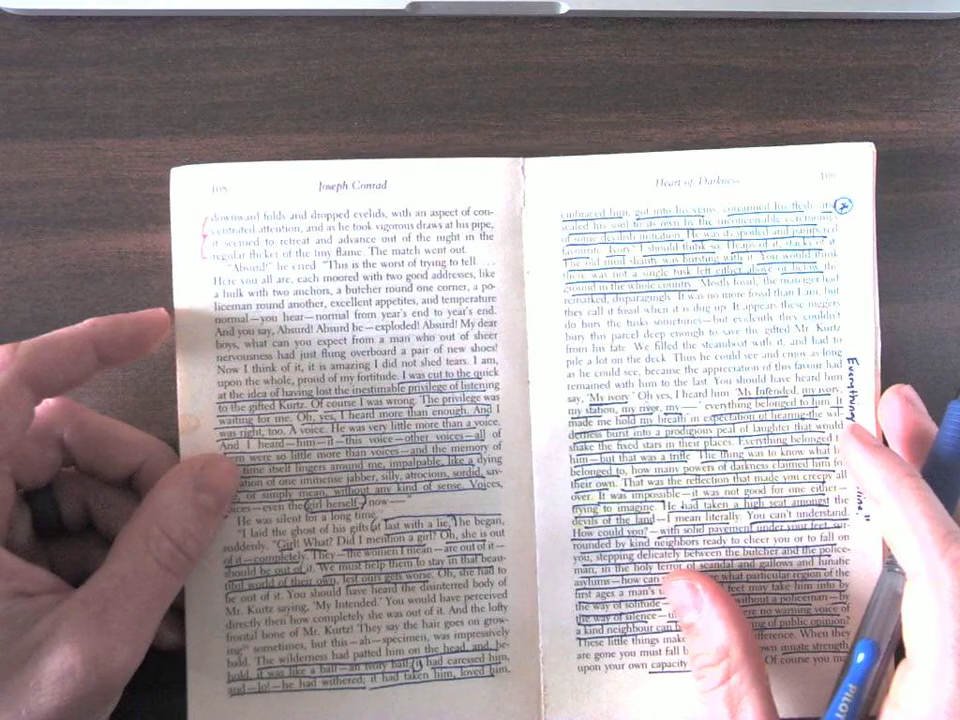 108
Joseph Conrad
downward folds and dropped eyelids, with an aspect of con-
centrated attention, and as he took vigorous draws at his pipe,
it seemed to retreat and advance out of the night in the
regular flicker of the tiny flame. The match went out.
"Absurd!" he cried. "This is the worst of trying to tell. . . .
Here you all are, each moored with two good addresses, like
a hulk with two anchors, a butcher round one corner, a po-
liceman round another, excellent appetites, and temperature
normal—you hear—normal from year's end to year's end.
And you say, Absurd! Absurd be—exploded! Absurd! My dear
boys, what can you expect from a man who out of sheer
nervousness had just flung overboard a pair of new shoes!
Now I think of it, it is amazing I did not shed tears. I am,
upon the whole, proud of my fortitude. I was cut to the quick
at the idea of having lost the inestimable privilege of listening
to the gifted Kurtz. Of course I was wrong. The privilege was
waiting for me. Oh, yes, I heard more than enough. And I
was right, too. A voice. He was very little more than a voice.
And I heard—him—it—this voice—other voices—all of
em were so little more than voices—and the memory of
time itself lingers around me, impalpable, like a dying
ation of one immense jabber, silly, atrocious, sordid, sav-
, or simply mean, without any kind of sense. Voices,
oices—even the girl herself—now—"
He was silent for a long time.
"I laid the ghost of his gifts at last with a lie," he began,
suddenly. "Girl! What? Did I mention a girl? Oh, she is out
of it—completely. They—the women I mean—are out of it—
should be out of it. We must help them to stay in that beau-
tiful world of their own, lest ours gets worse. Oh, she had to
be out of it. You should have heard the disinterred body of
Mr. Kurtz saying, 'My Intended.' You would have perceived
directly then how completely she was out of it. And the lofty
frontal bone of Mr. Kurtz! They say the hair goes on grow-
ing sometimes, but this—ah—specimen, was impressively
bald. The wilderness had patted him on the head, and, be-
hold, it was like a ball—an ivory ball; it had caressed him,
and—lo!—he had withered; it had taken him, loved him,
Heart of Darkness
109
embraced him, got into his veins, consumed his flesh, and
sealed his soul to its own by the inconceivable ceremonies
of some devilish initiation. He was its spoiled and pampered
favourite. Ivory? I should think so. Heaps of it, stacks of it.
The old mud shanty was bursting with it. You would think
there was not a single tusk left either above or below the
ground in the whole country. 'Mostly fossil,' the manager had
remarked, disparagingly. It was no more fossil than I am; but
they call it fossil when it is dug up. It appears these niggers
do bury the tusks sometimes—but evidently they couldn't
bury this parcel deep enough to save the gifted Mr. Kurtz
from his fate. We filled the steamboat with it, and had to
pile a lot on the deck. Thus he could see and enjoy as long
as he could see, because the appreciation of this favour had
remained with him to the last. You should have heard him
say, 'My ivory.' Oh yes, I heard him. 'My Intended, my ivory,
my station, my river, my—' everything belonged to him. It
made me hold my breath in expectation of hearing the wil-
derness burst into a prodigious peal of laughter that would
shake the fixed stars in their places. Everything belonged to
him—but that was a trifle. The thing was to know what he
belonged to, how many powers of darkness claimed him for
their own. That was the reflection that made you creepy all
over. It was impossible—it was not good for one either—
trying to imagine. He had taken a high seat amongst the
devils of the land—I mean literally. You can't understand.
How could you?—with solid pavement under your feet, sur-
rounded by kind neighbors ready to cheer you or to fall on
you, stepping delicately between the butcher and the police-
man, in the holy terror of scandal and gallows and lunatic
asylums—how can what particular region of the
first ages a man's feet may take him into by
the way of solitude— without a policeman—by
the way of silence— no warning voice of
a kind neighbour can ing of public opinion?
These little things make ifference. When they
are gone you must fall b own innate strength,
upon your own capacity Of course you ma
Everything
PILOT